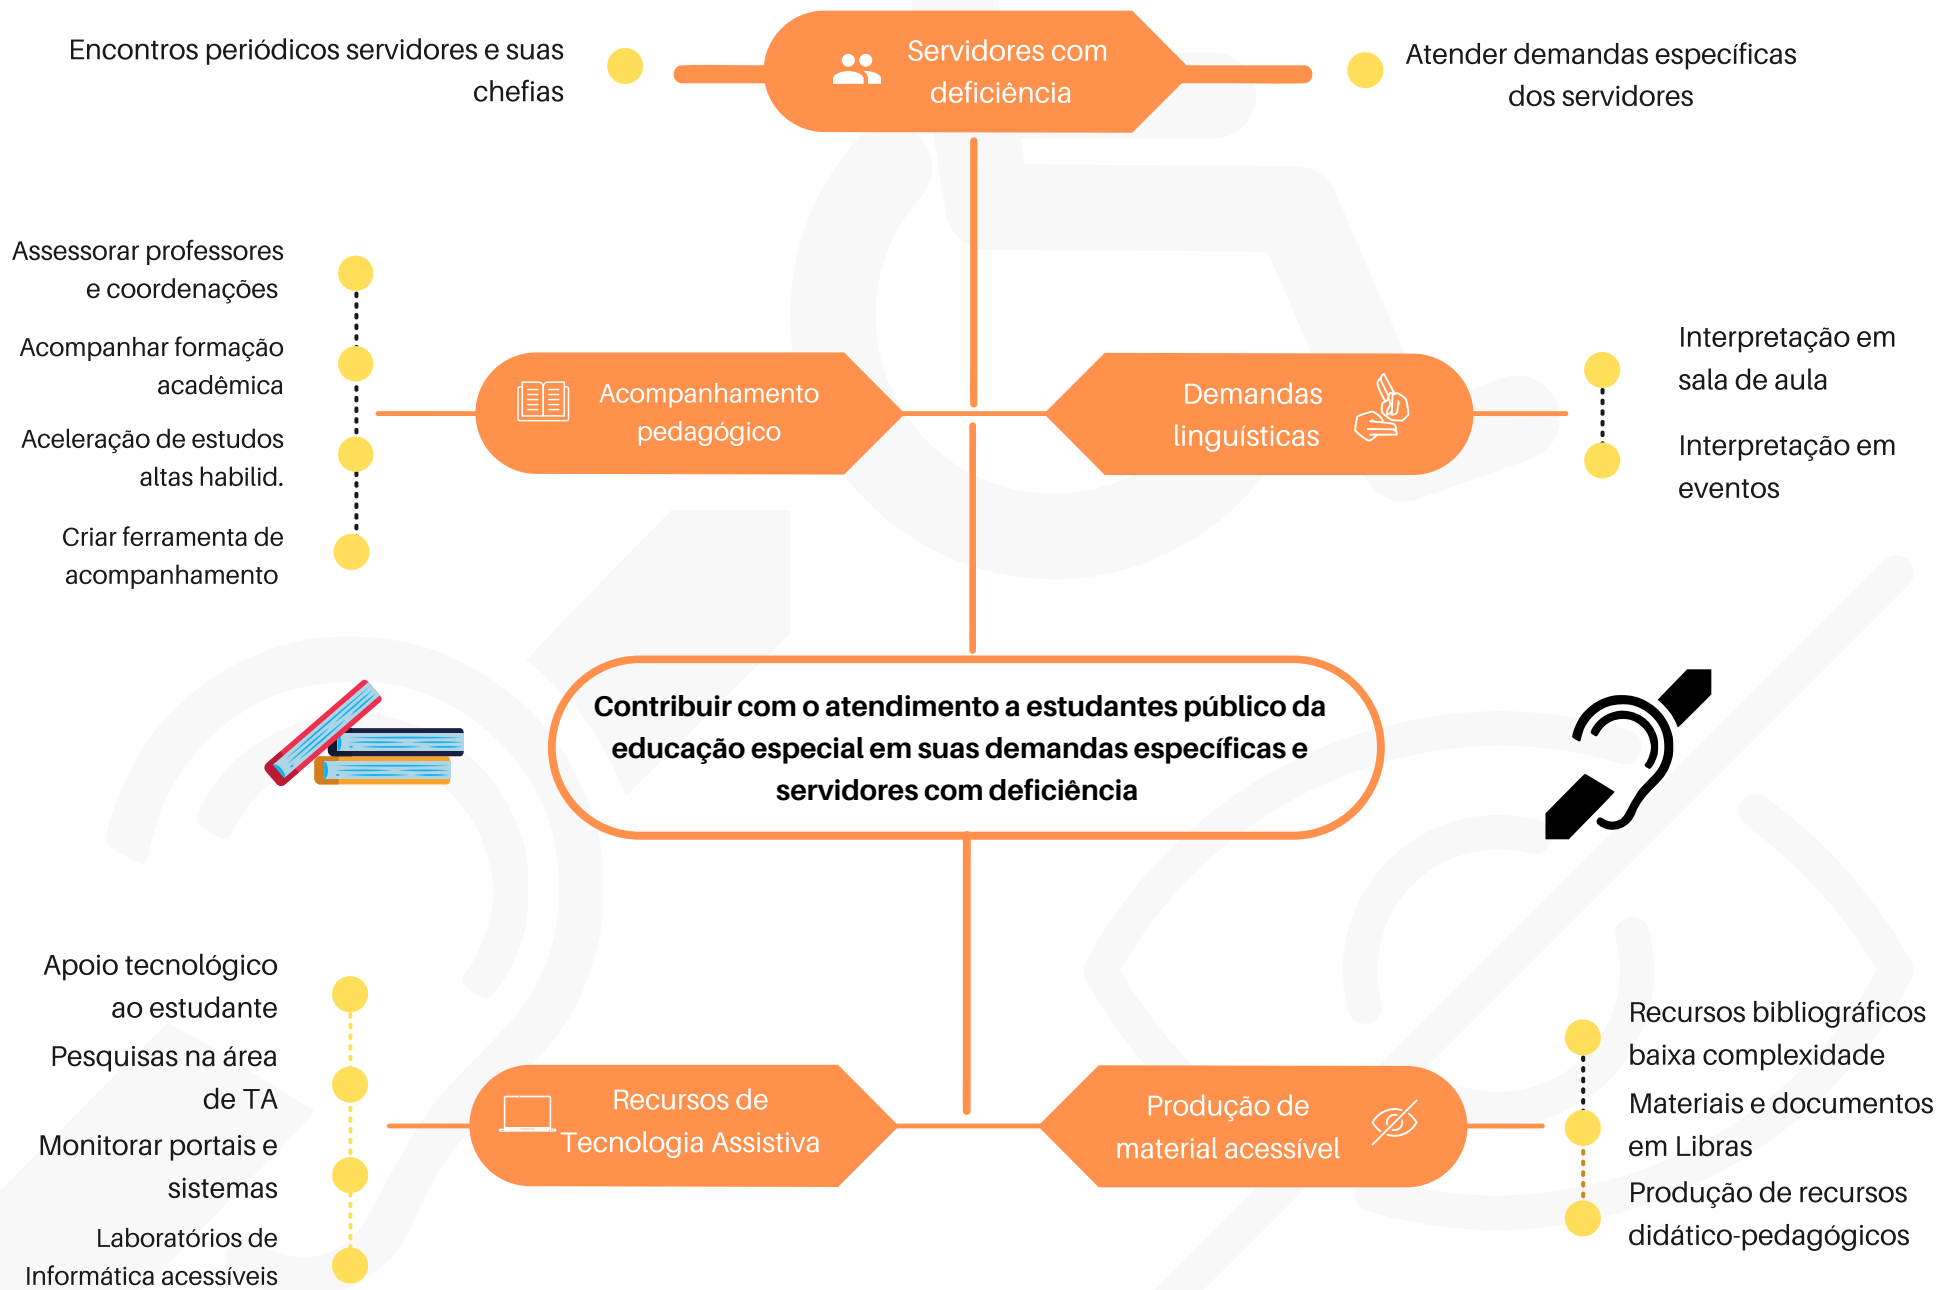 Encontros periódicos servidores e suas
chefias
Servidores com
deficiência
Atender demandas específicas
dos servidores
Assessorar professores
e coordenações
Acompanhar formação
acadêmica
Aceleração de estudos
altas habilid.
Criar ferramenta de
acompanhamento
Acompanhamento
pedagógico
Demandas
linguísticas
Interpretação em
sala de aula
Interpretação em
eventos
Contribuir com o atendimento a estudantes público da
educação especial em suas demandas específicas e
servidores com deficiência
Apoio tecnológico
ao estudante
Pesquisas na área
de TA
Monitorar portais e
sistemas
Laboratórios de
Informática acessíveis
Recursos de
Tecnologia Assistiva
Produção de
material acessível
Recursos bibliográficos
baixa complexidade
Materiais e documentos
em Libras
Produção de recursos
didático-pedagógicos